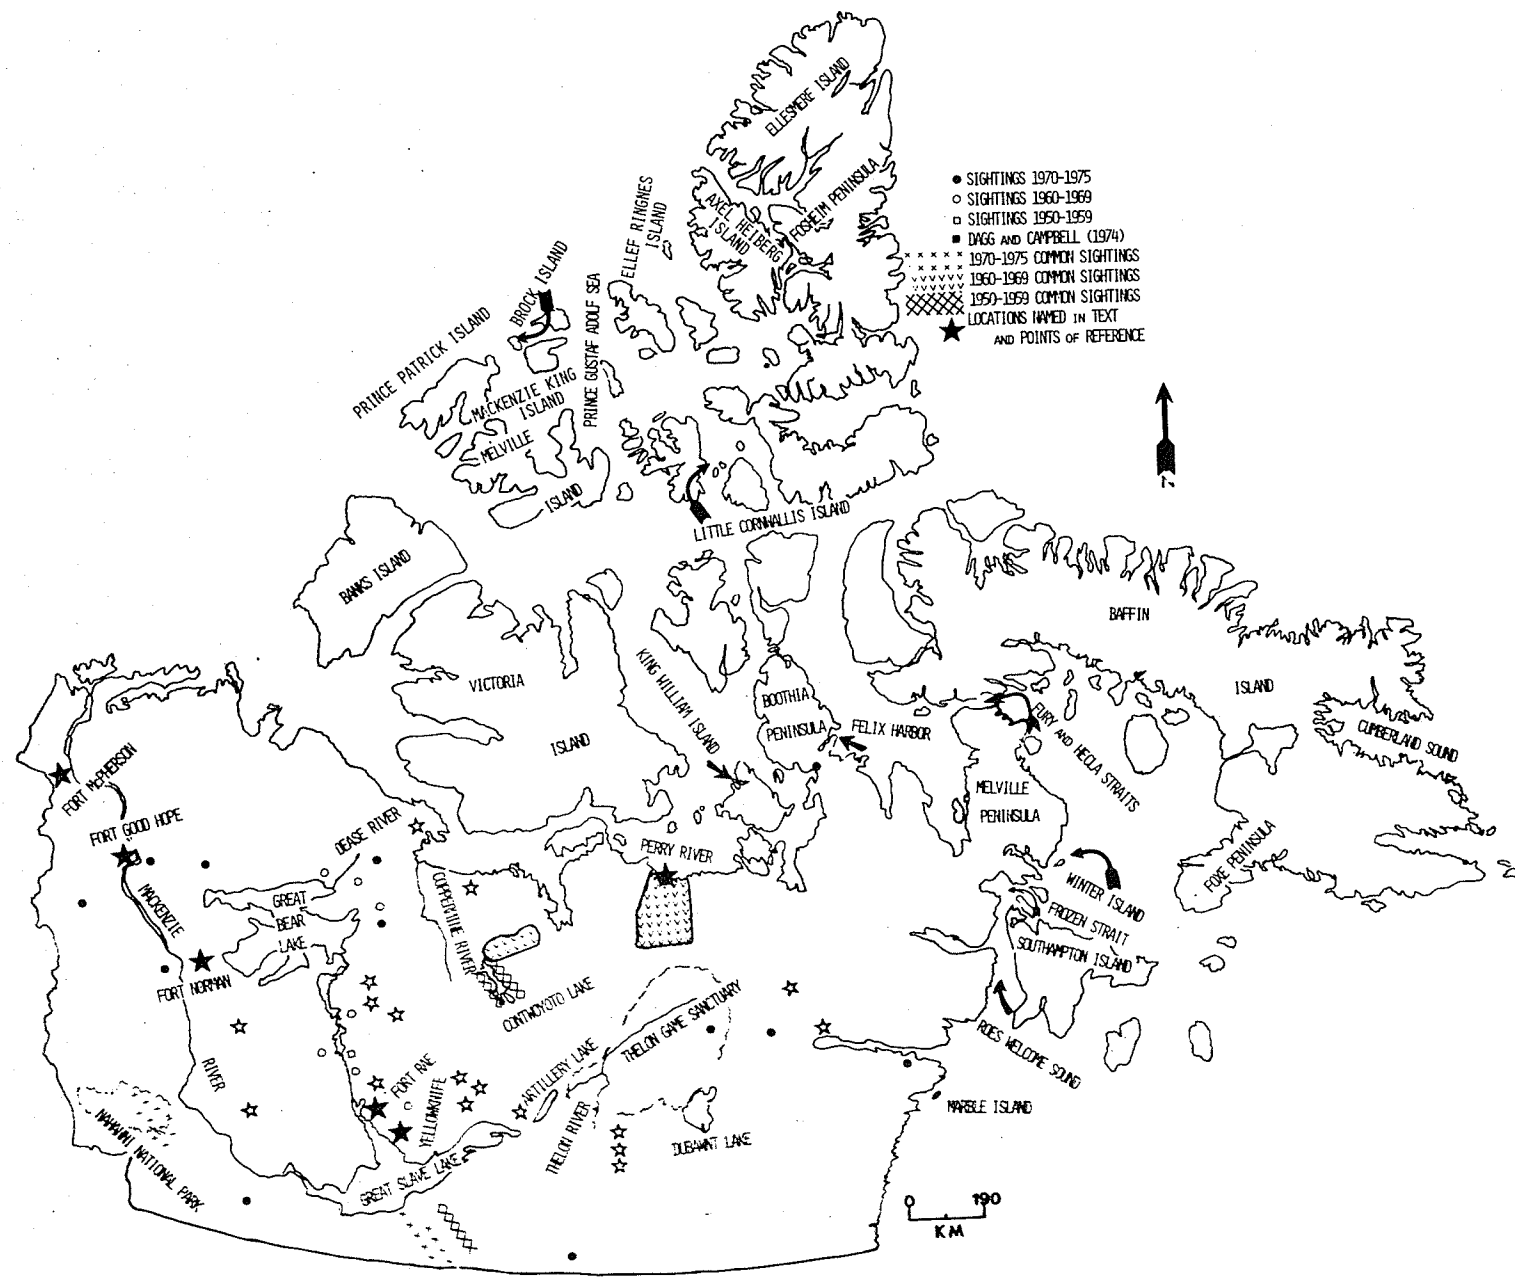 ELLESMERE ISLAND
FOSHEIM PENINSULA
AXEL HEIBERG
ISLAND
ELLEF RINGNES
ISLAND
SIGHTINGS 1970-1975
SIGHTINGS 1960-1969
SIGHTINGS 1950-1959
DAGG AND CAMPBELL (1974)
1970-1975 COMMON SIGHTINGS
1960-1969 COMMON SIGHTINGS
1950-1959 COMMON SIGHTINGS
LOCATIONS NAMED IN TEXT
AND POINTS OF REFERENCE
BROCK ISLAND
PRINCE GUSTAF ADOLF SEA
PRINCE PATRICK ISLAND
MACKENZIE KING
ISLAND
MELVILLE
ISLAND
LITTLE CORNWALLIS ISLAND
N
BANKS ISLAND
BAFFIN
ISLAND
VICTORIA
ISLAND
KING WILLIAM ISLAND
BOOTHIA
PENINSULA
FELIX HARBOR
FURY AND HECLA STRAITS
CUMBERLAND SOUND
MELVILLE
PENINSULA
FORT McPHERSON
FORT GOOD HOPE
DEASE RIVER
PERRY RIVER
FOXE PENINSULA
WINTER ISLAND
FROZEN STRAIT
SOUTHAMPTON ISLAND
MACKENZIE
RIVER
GREAT
BEAR
LAKE
COPPERMINE RIVER
FORT NORMAN
CONTWOYOTO LAKE
THELON GAME SANCTUARY
ROES WELCOME SOUND
ARTILLERY LAKE
FORT RAE
YELLOWKNIFE
MARBLE ISLAND
NAHANNI NATIONAL PARK
THELON RIVER
DUBAWNT LAKE
GREAT SLAVE LAKE
0 190
KM